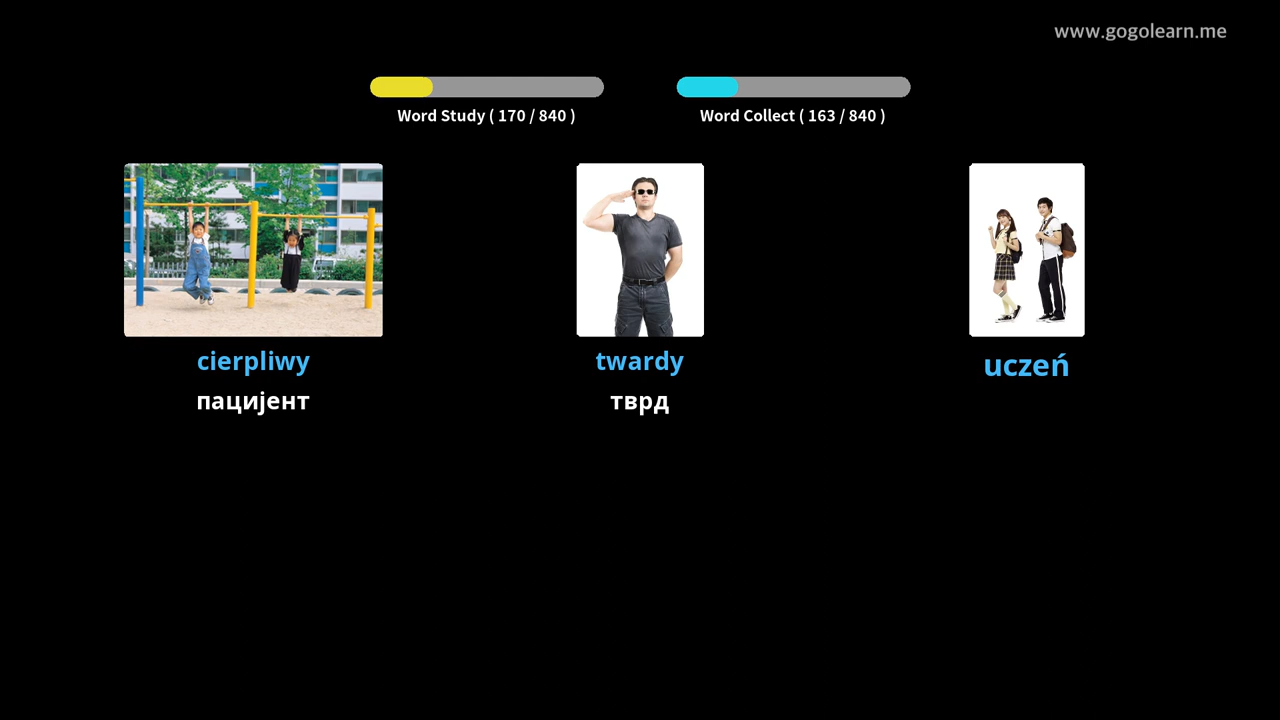 www.gogolearn.me
Word Study ( 170 / 840 )
Word Collect ( 163 / 840 )
cierpliwy
twardy
uczeń
пацијент
тврд